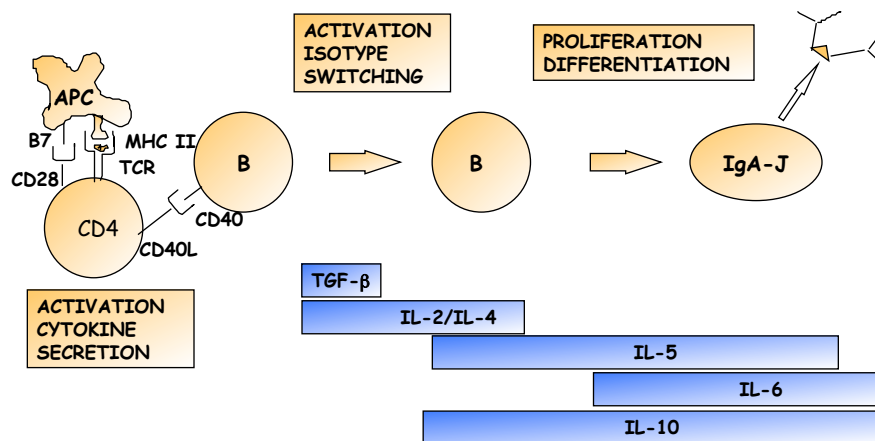 ACTIVATION
ISOTYPE
SWITCHING
PROLIFERATION
DIFFERENTIATION
APC
B7
MHC II
TCR
CD28
B
B
IgA-J
CD4
CD40
CD40L
ACTIVATION
CYTOKINE
SECRETION
TGF-β
IL-2/IL-4
IL-5
IL-6
IL-10